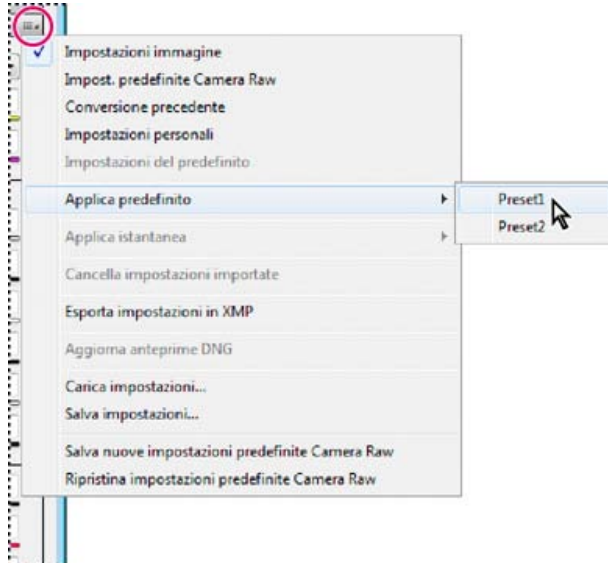 Impostazioni immagine
Impost. predefinite Camera Raw
Conversione precedente
Impostazioni personali
Impostazioni del predefinito
Applica predefinito
Preset1
Preset2
Applica istantanea
Cancella impostazioni importate
Esporta impostazioni in XMP
Aggiorna anteprime DNG
Carica impostazioni...
Salva impostazioni...
Salva nuove impostazioni predefinite Camera Raw
Ripristina impostazioni predefinite Camera Raw